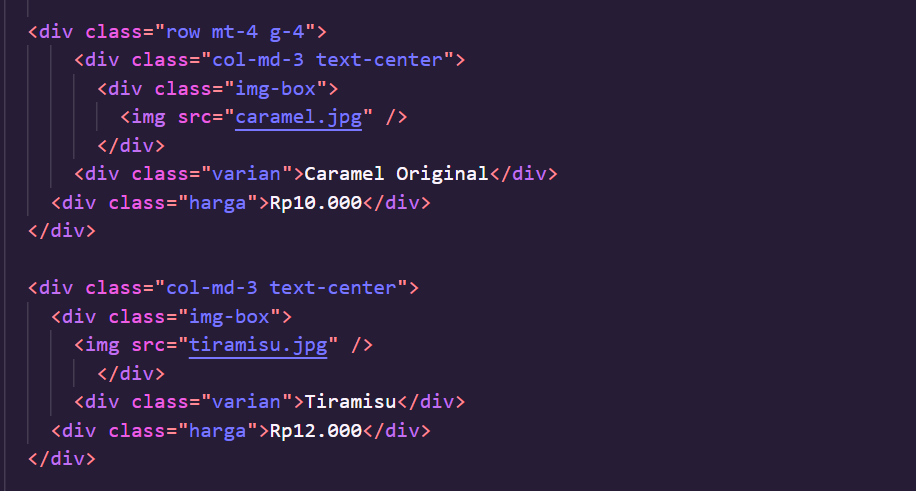 <div class="row mt-4 g-4">
<div class="col-md-3 text-center">
<div class="img-box">
<img src="caramel.jpg" />
</div>
<div class="varian">Caramel Original</div>
<div class="harga">Rp10.000</div>
</div>
<div class="col-md-3 text-center">
<div class="img-box">
<img src="tiramisu.jpg" />
</div>
<div class="varian">Tiramisu</div>
<div class="harga">Rp12.000</div>
</div>